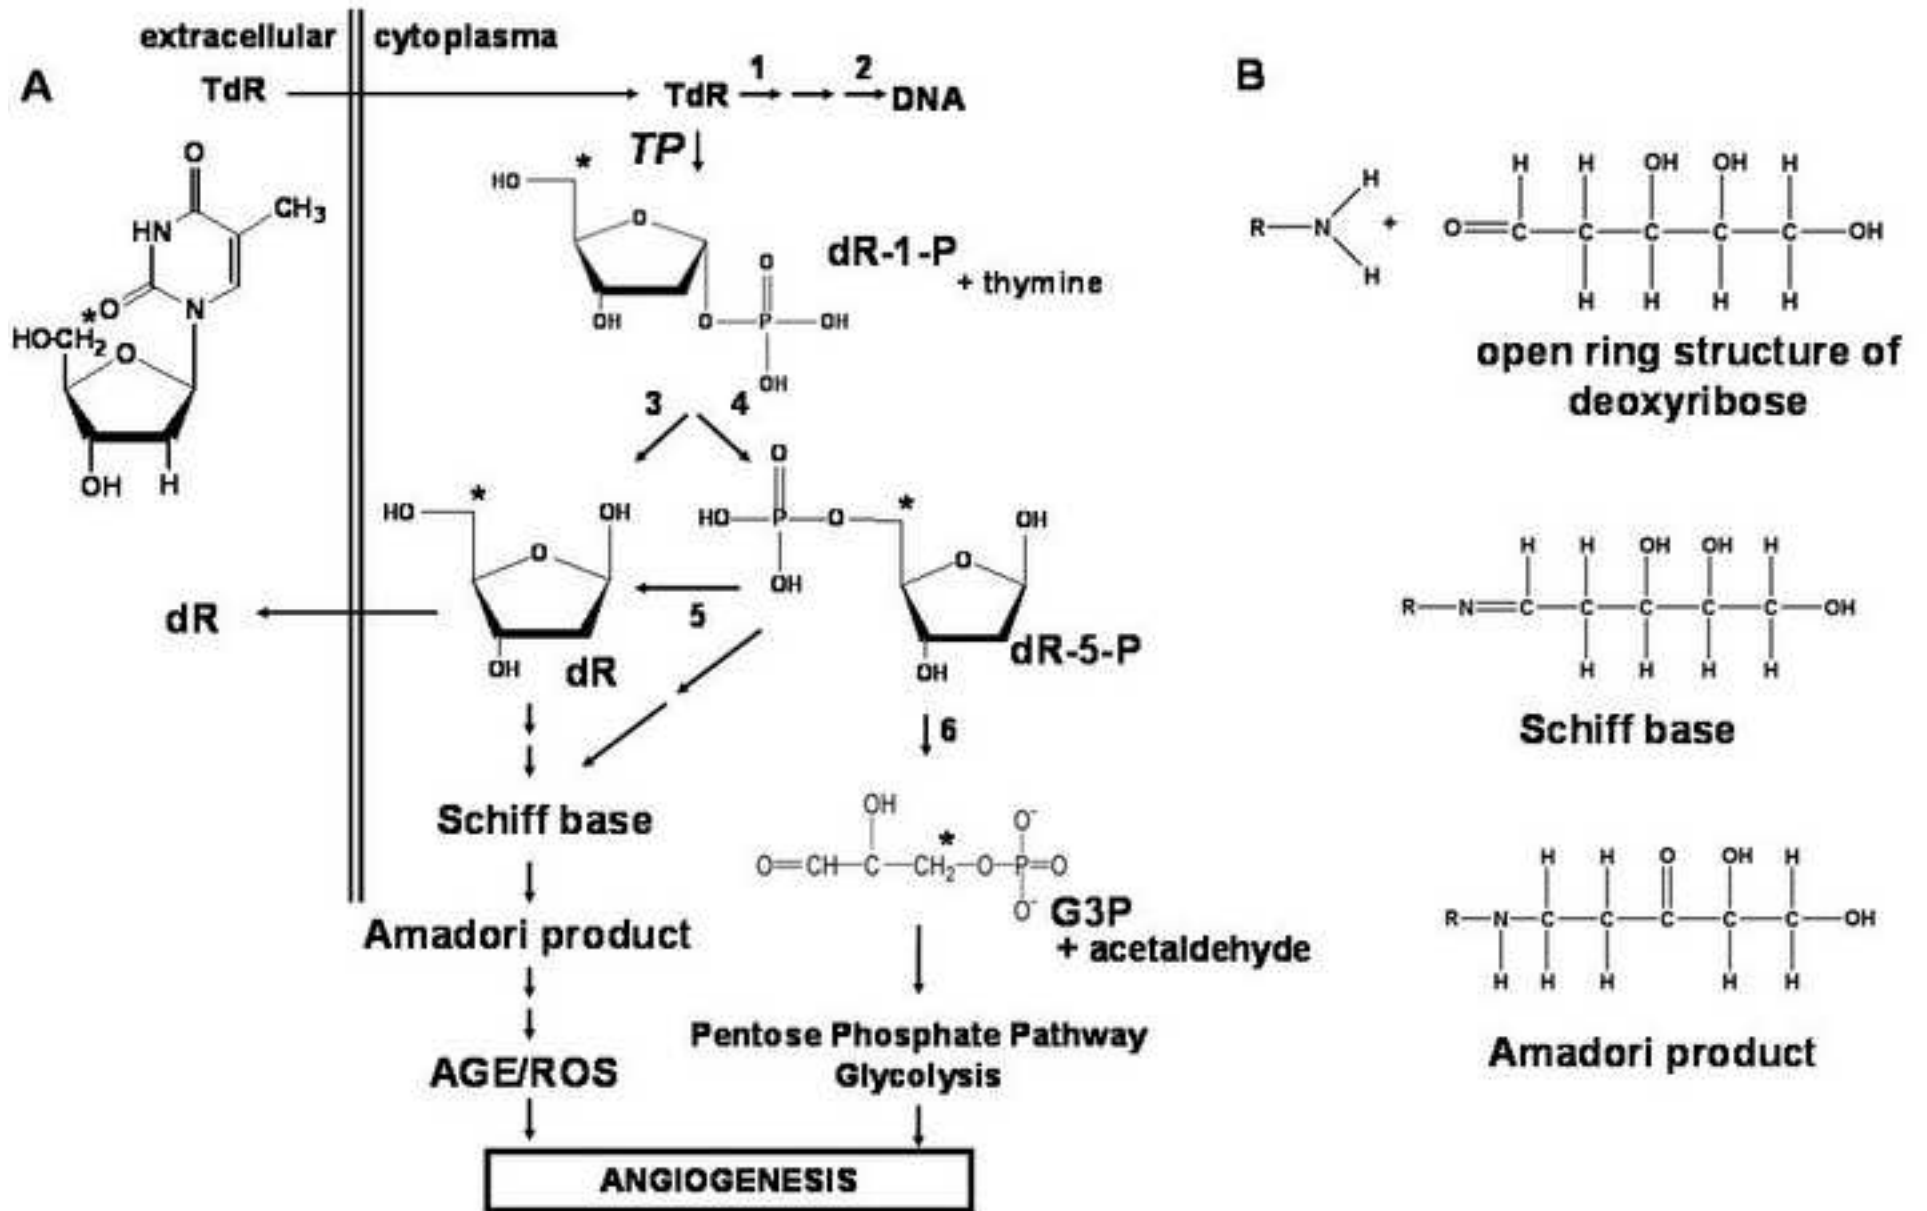 A
extracellular cytoplasma
TdR TdR 1 2 DNA
TP
O
HN CH3
O N
HO-CH2 * O
OH H
HO * O
dR-1-P
+ thymine
OH O P OH
O
OH
3 4
HO * O OH
OH
dR
dR
O
HO P O * OH
OH
O
OH
dR-5-P
5
6
Schiff base
OH
O=CH-C-CH2-O-P=O
*
O-
O-
G3P
+ acetaldehyde
Amadori product
AGE/ROS
Pentose Phosphate Pathway
Glycolysis
ANGIOGENESIS
B
H H OH OH H
R-N H + O=C-C-C-C-C-OH
H H H H H
open ring structure of
deoxyribose
H H OH OH H
R-N=C-C-C-C-C-OH
H H H H
Schiff base
H H O OH H
R-N-C-C-C-C-C-OH
H H H H H
Amadori product